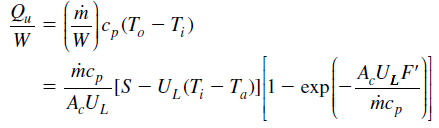 Q_u/W = (ṁ/W) c_p(T_o − T_i)
= ṁc_p/A_cU_L [S − U_L(T_i − T_a)][1 − exp(−A_cU_LF′/ṁc_p)]